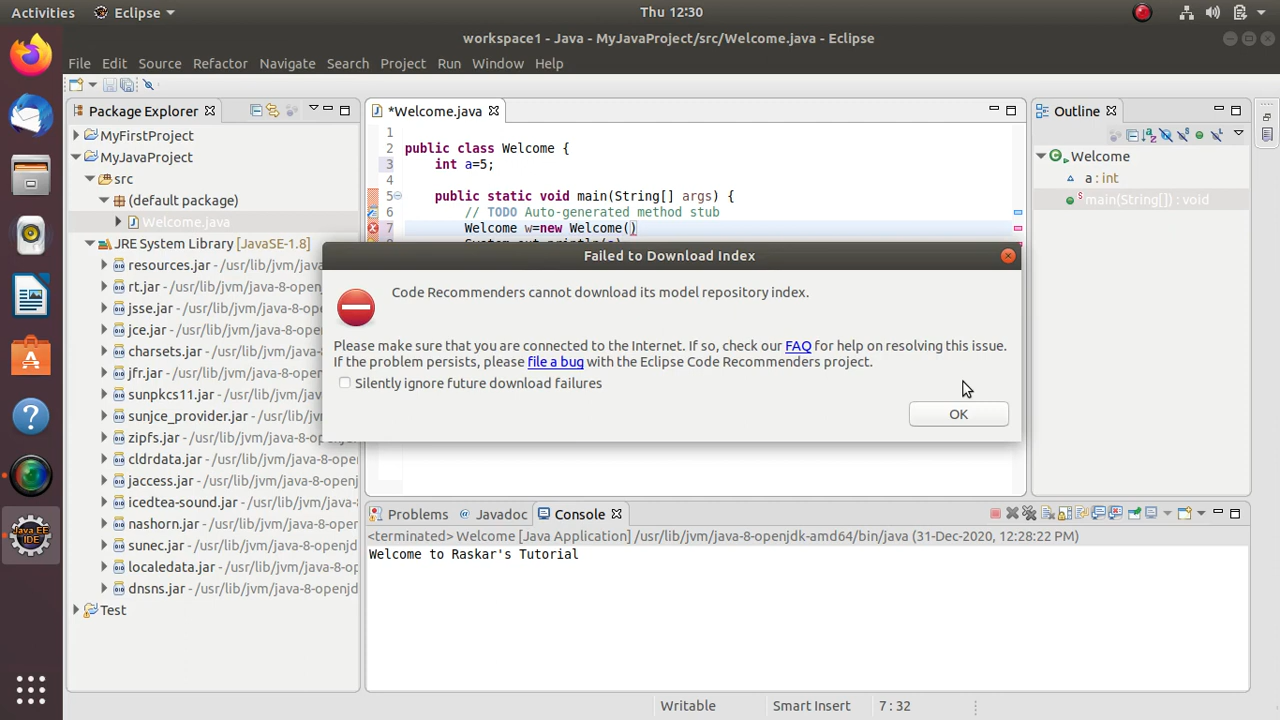 Activities
Eclipse
Thu 12:30
workspace1 - Java - MyJavaProject/src/Welcome.java - Eclipse
File Edit Source Refactor Navigate Search Project Run Window Help
Package Explorer
MyFirstProject
MyJavaProject
src
(default package)
Welcome.java
JRE System Library [JavaSE-1.8]
resources.jar - /usr/lib/jvm/java
rt.jar - /usr/lib/jvm/java-8-open
jsse.jar - /usr/lib/jvm/java-8-op
jce.jar - /usr/lib/jvm/java-8-ope
charsets.jar - /usr/lib/jvm/java-
jfr.jar - /usr/lib/jvm/java-8-ope
sunpkcs11.jar - /usr/lib/jvm/java
sunjce_provider.jar - /usr/lib/jv
zipfs.jar - /usr/lib/jvm/java-8-o
cldrdata.jar - /usr/lib/jvm/java-
jaccess.jar - /usr/lib/jvm/java-8
icedtea-sound.jar - /usr/lib/jvm/
nashorn.jar - /usr/lib/jvm/java-8
sunec.jar - /usr/lib/jvm/java-8-o
localedata.jar - /usr/lib/jvm/jav
dnsns.jar - /usr/lib/jvm/java-8-o
Test
*Welcome.java
1
2 public class Welcome {
3 int a=5;
4
5 public static void main(String[] args) {
6 // TODO Auto-generated method stub
7 Welcome w=new Welcome()
Outline
Welcome
a : int
main(String[]) : void
Failed to Download Index
Code Recommenders cannot download its model repository index.
Please make sure that you are connected to the Internet. If so, check our FAQ for help on resolving this issue.
If the problem persists, please file a bug with the Eclipse Code Recommenders project.
Silently ignore future download failures
OK
Problems @ Javadoc Console
<terminated> Welcome [Java Application] /usr/lib/jvm/java-8-openjdk-amd64/bin/java (31-Dec-2020, 12:28:22 PM)
Welcome to Raskar's Tutorial
Java EE
IDE
Writable
Smart Insert
7 : 32